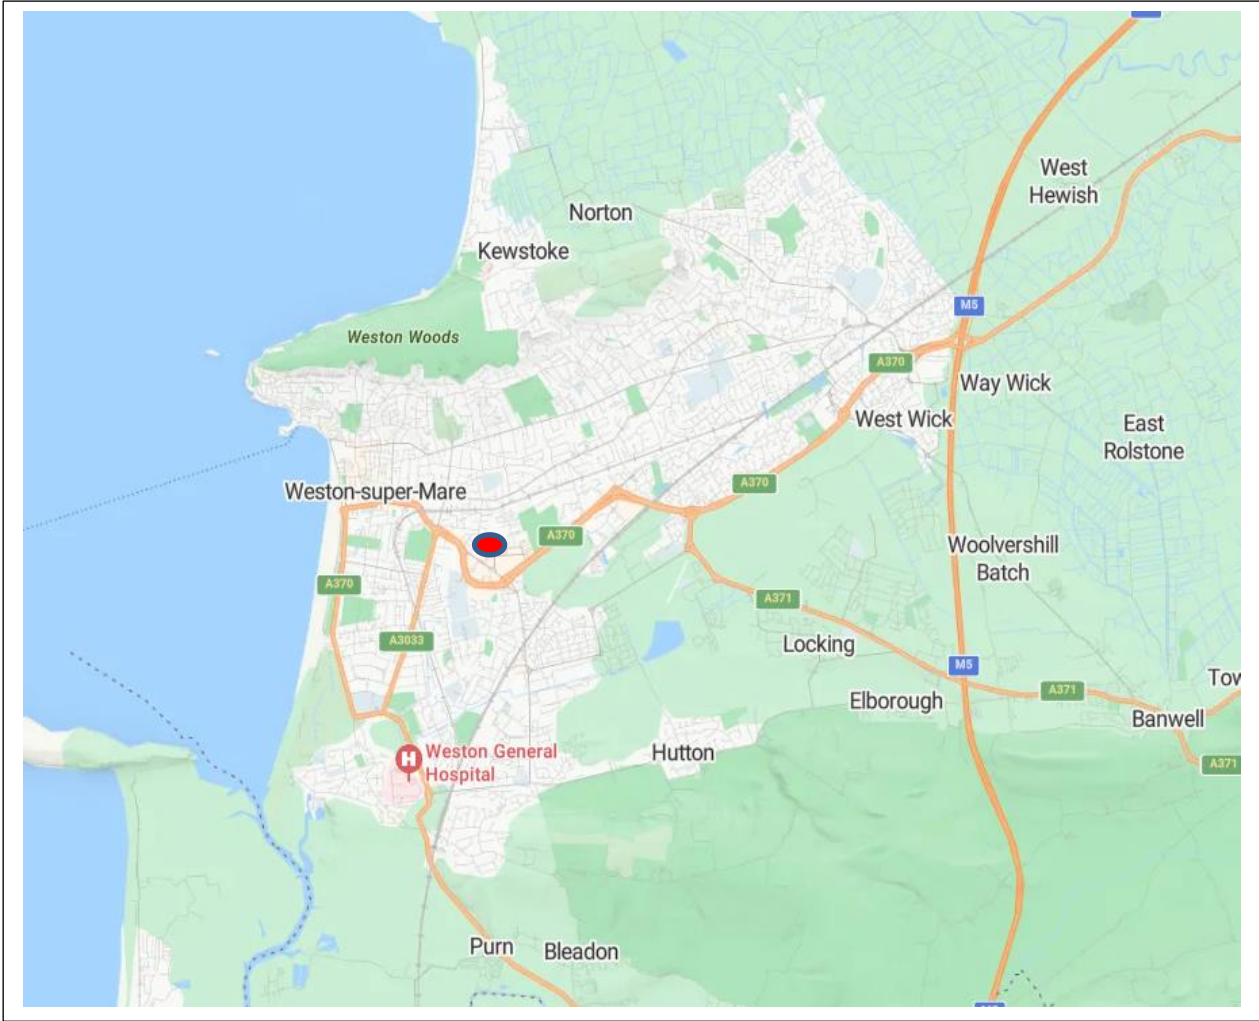 West
Hewish
Norton
Kewstoke
M5
Weston Woods
A370
Way Wick
West Wick
East
Rolstone
A370
Weston-super-Mare
A370
Woolvershill
Batch
A370
A371
A3033
Locking
M5
Tow
A371
Elborough
Banwell
Weston General
Hospital
H
Hutton
A371
Purn
Bleadon